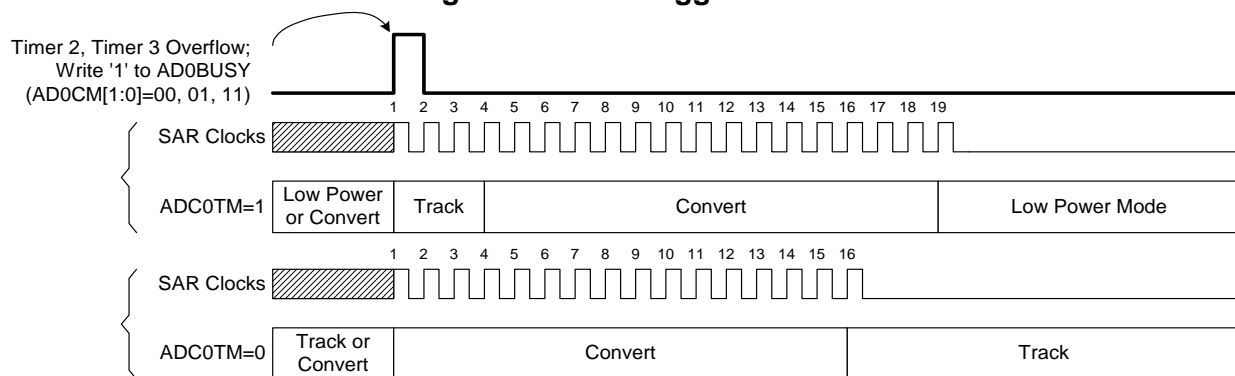 Timer 2, Timer 3 Overflow;
Write '1' to AD0BUSY
(AD0CM[1:0]=00, 01, 11)
1 2 3 4 5 6 7 8 9 10 11 12 13 14 15 16 17 18 19
SAR Clocks
ADC0TM=1
Low Power
or Convert
Track
Convert
Low Power Mode
1 2 3 4 5 6 7 8 9 10 11 12 13 14 15 16
SAR Clocks
ADC0TM=0
Track or
Convert
Convert
Track